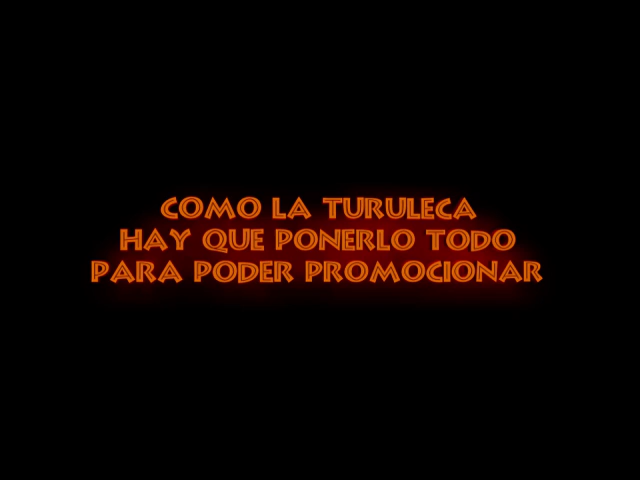 COMO LA TURULECA
HAY QUE PONERLO TODO
PARA PODER PROMOCIONAR